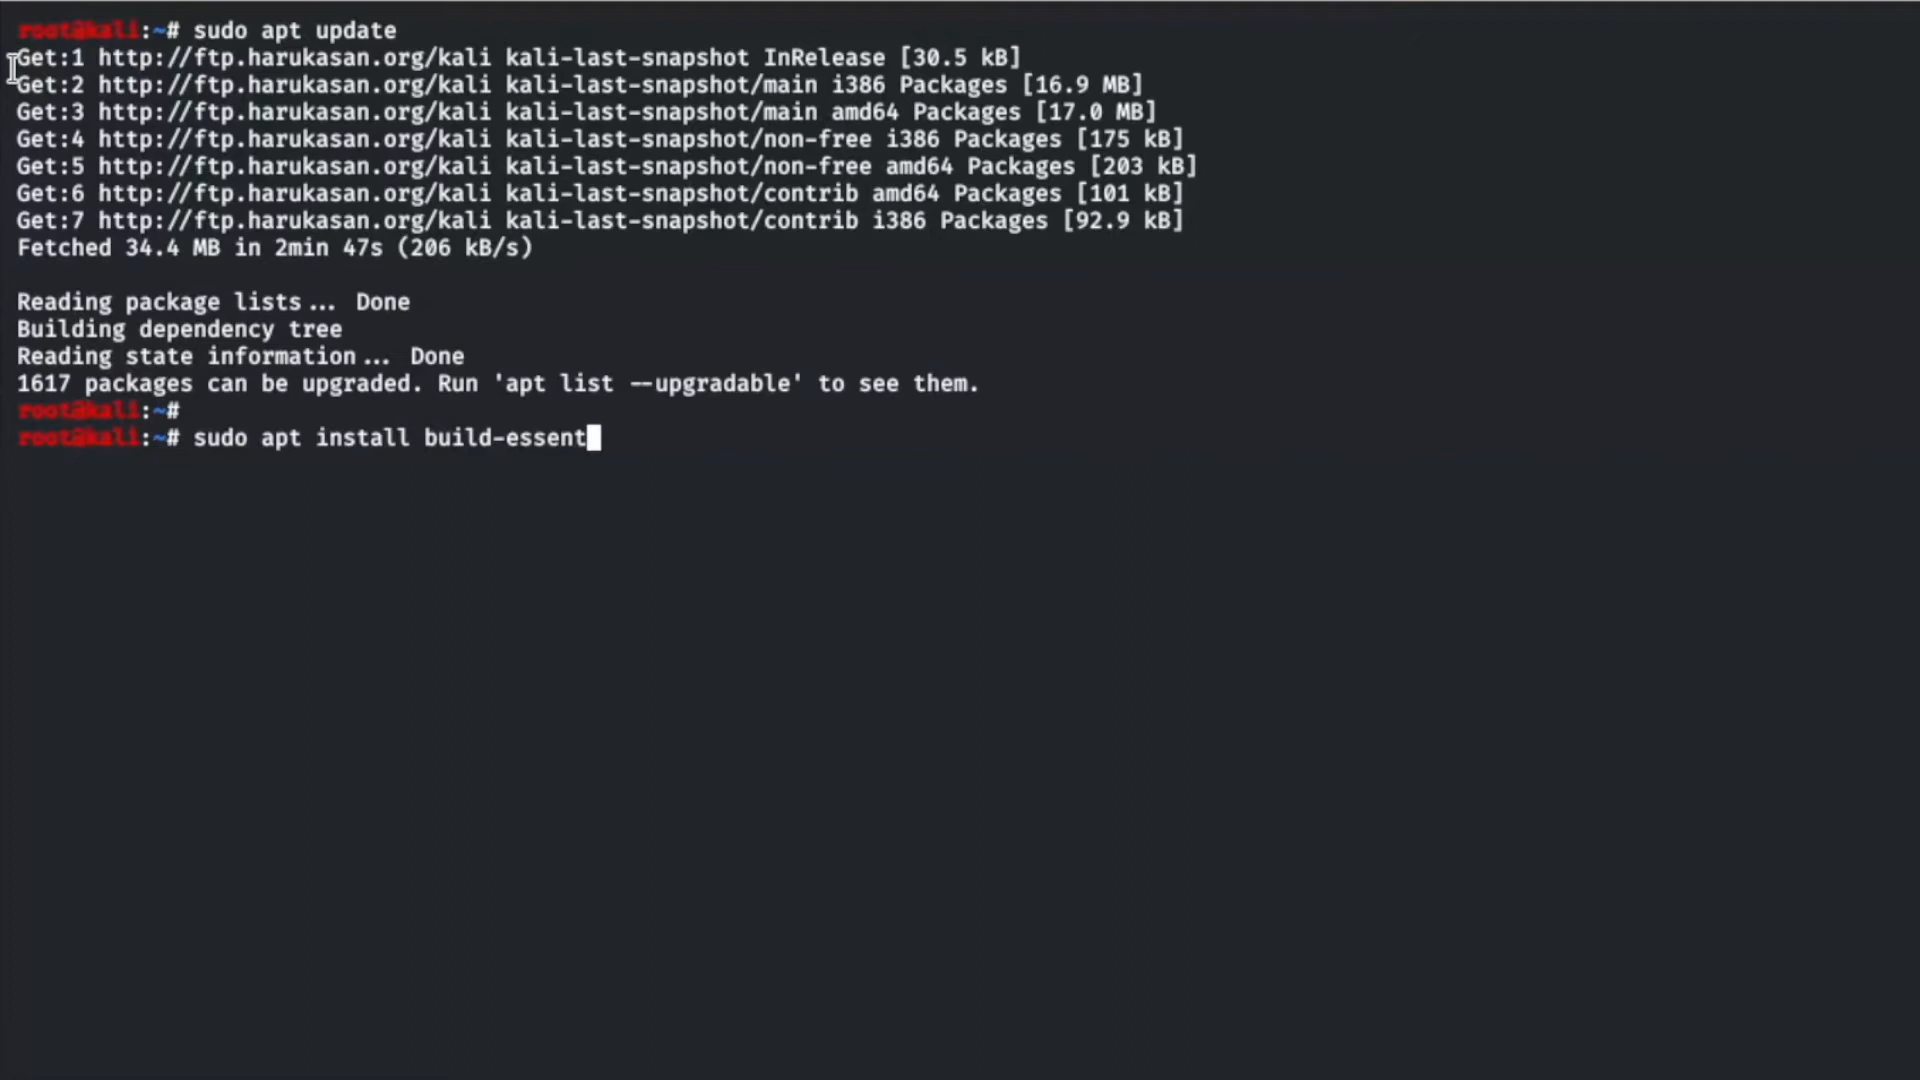 root@kali:~# sudo apt update
Get:1 http://ftp.harukasan.org/kali kali-last-snapshot InRelease [30.5 kB]
Get:2 http://ftp.harukasan.org/kali kali-last-snapshot/main i386 Packages [16.9 MB]
Get:3 http://ftp.harukasan.org/kali kali-last-snapshot/main amd64 Packages [17.0 MB]
Get:4 http://ftp.harukasan.org/kali kali-last-snapshot/non-free i386 Packages [175 kB]
Get:5 http://ftp.harukasan.org/kali kali-last-snapshot/non-free amd64 Packages [203 kB]
Get:6 http://ftp.harukasan.org/kali kali-last-snapshot/contrib amd64 Packages [101 kB]
Get:7 http://ftp.harukasan.org/kali kali-last-snapshot/contrib i386 Packages [92.9 kB]
Fetched 34.4 MB in 2min 47s (206 kB/s)
Reading package lists... Done
Building dependency tree
Reading state information... Done
1617 packages can be upgraded. Run 'apt list --upgradable' to see them.
root@kali:~#
root@kali:~# sudo apt install build-essent